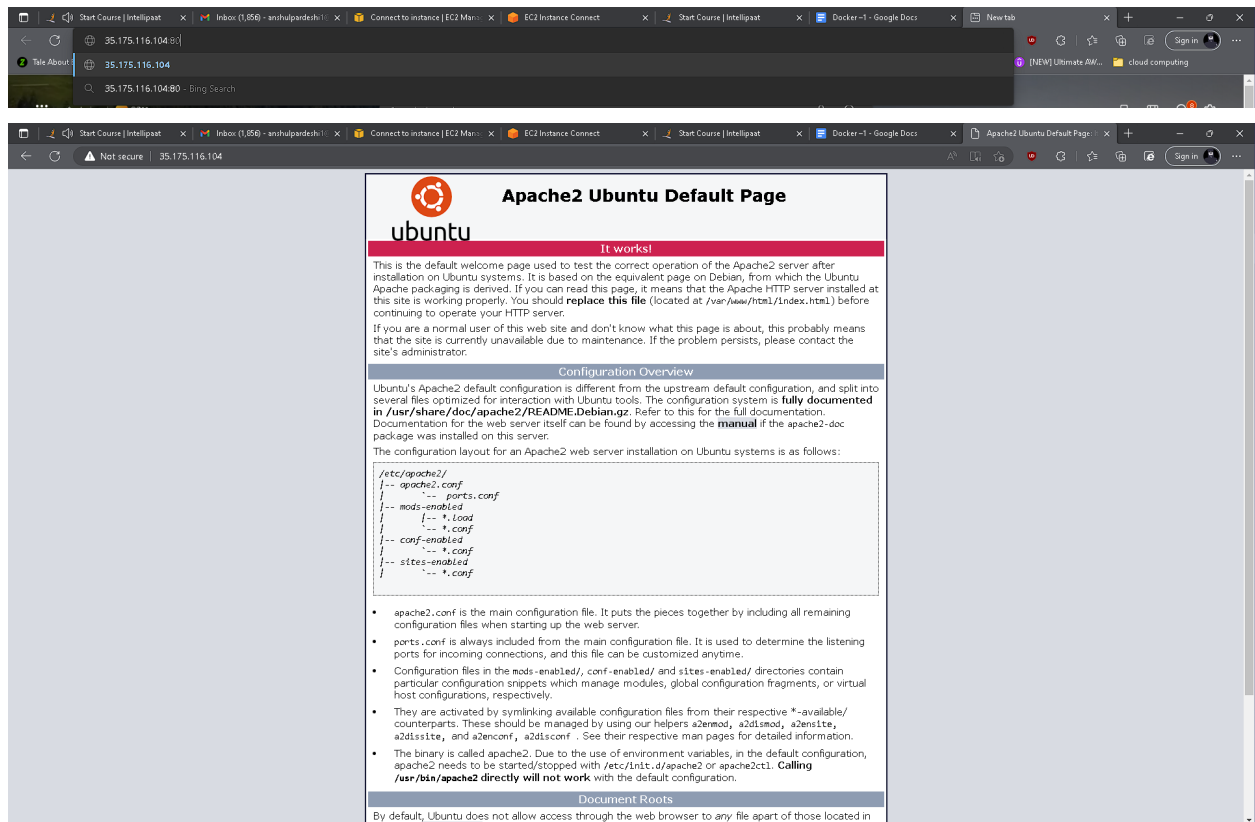 Start Course | Intellipaat
Inbox (1,856) - anshulpardeshi1
Connect to instance | EC2 Mana
EC2 Instance Connect
Start Course | Intellipaat
Docker -1 - Google Docs
New tab
35.175.116.104:80
Sign in
Tale About
35.175.116.104
[NEW] Ultimate AW...
cloud computing
35.175.116.104:80 - Bing Search
Start Course | Intellipaat
Inbox (1,856) - anshulpardeshi1
Connect to instance | EC2 Mana
EC2 Instance Connect
Start Course | Intellipaat
Docker -1 - Google Docs
Apache2 Ubuntu Default Page: I
Not secure
35.175.116.104
Sign in
ubuntu
Apache2 Ubuntu Default Page
It works!
This is the default welcome page used to test the correct operation of the Apache2 server after
installation on Ubuntu systems. It is based on the equivalent page on Debian, from which the Ubuntu
Apache packaging is derived. If you can read this page, it means that the Apache HTTP server installed at
this site is working properly. You should replace this file (located at /var/www/html/index.html) before
continuing to operate your HTTP server.
If you are a normal user of this web site and don't know what this page is about, this probably means
that the site is currently unavailable due to maintenance. If the problem persists, please contact the
site's administrator.
Configuration Overview
Ubuntu's Apache2 default configuration is different from the upstream default configuration, and split into
several files optimized for interaction with Ubuntu tools. The configuration system is fully documented
in /usr/share/doc/apache2/README.Debian.gz. Refer to this for the full documentation.
Documentation for the web server itself can be found by accessing the manual if the apache2-doc
package was installed on this server.
The configuration layout for an Apache2 web server installation on Ubuntu systems is as follows:
/etc/apache2/
|-- apache2.conf
|       `--  ports.conf
|-- mods-enabled
|       |-- *.load
|       `-- *.conf
|-- conf-enabled
|       `-- *.conf
|-- sites-enabled
|       `-- *.conf
• apache2.conf is the main configuration file. It puts the pieces together by including all remaining
configuration files when starting up the web server.
• ports.conf is always included from the main configuration file. It is used to determine the listening
ports for incoming connections, and this file can be customized anytime.
• Configuration files in the mods-enabled/, conf-enabled/ and sites-enabled/ directories contain
particular configuration snippets which manage modules, global configuration fragments, or virtual
host configurations, respectively.
• They are activated by symlinking available configuration files from their respective *-available/
counterparts. These should be managed by using our helpers a2enmod, a2dismod, a2ensite,
a2dissite, and a2enconf, a2disconf . See their respective man pages for detailed information.
• The binary is called apache2. Due to the use of environment variables, in the default configuration,
apache2 needs to be started/stopped with /etc/init.d/apache2 or apache2ctl. Calling
/usr/bin/apache2 directly will not work with the default configuration.
Document Roots
By default, Ubuntu does not allow access through the web browser to any file apart of those located in